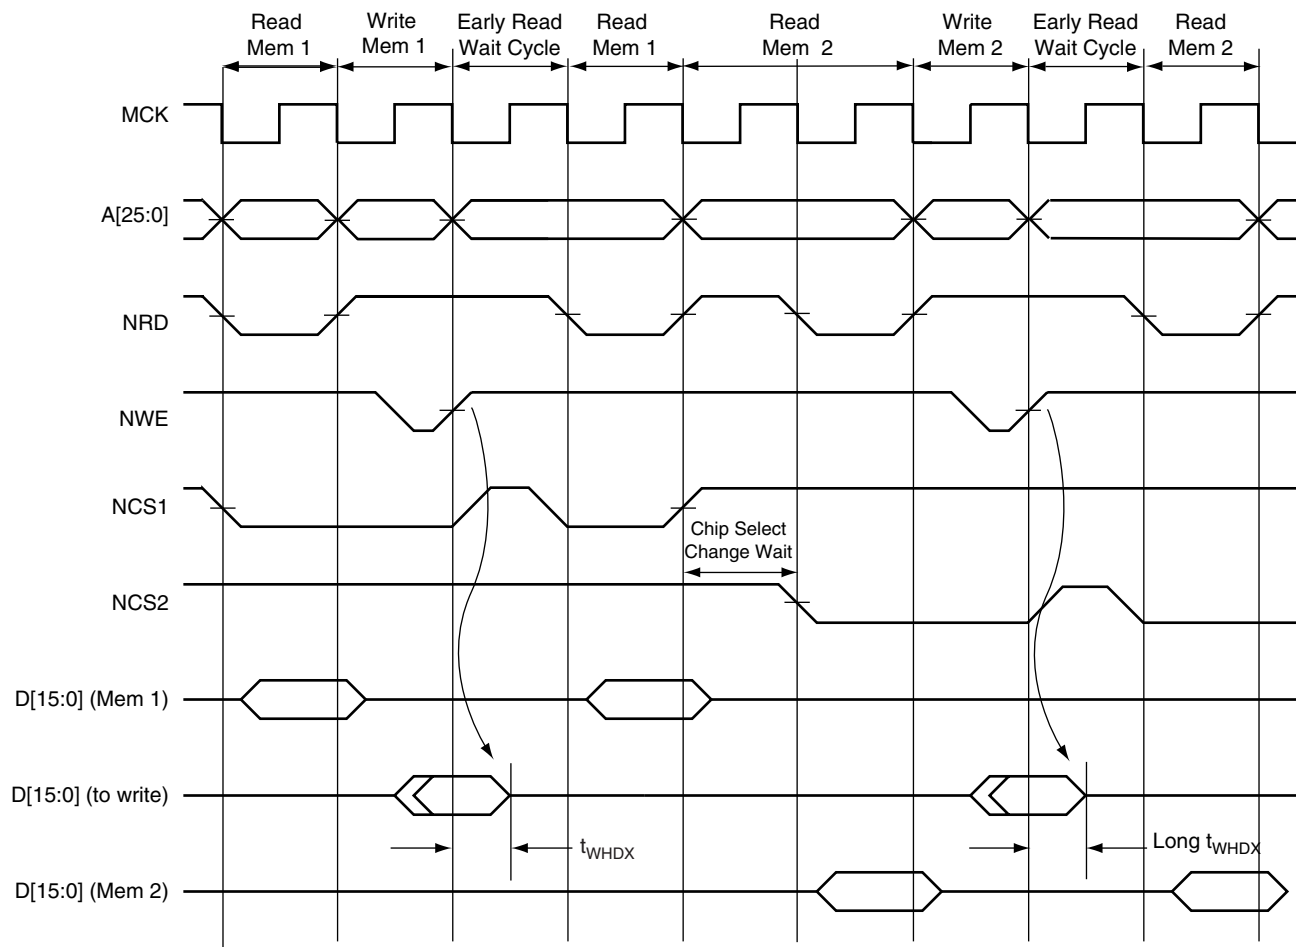 Read
Mem 1
Write
Mem 1
Early Read
Wait Cycle
Read
Mem 1
Read
Mem 2
Write
Mem 2
Early Read
Wait Cycle
Read
Mem 2
MCK
A[25:0]
NRD
NWE
NCS1
Chip Select
Change Wait
NCS2
D[15:0] (Mem 1)
D[15:0] (to write)
tWHDX
Long tWHDX
D[15:0] (Mem 2)